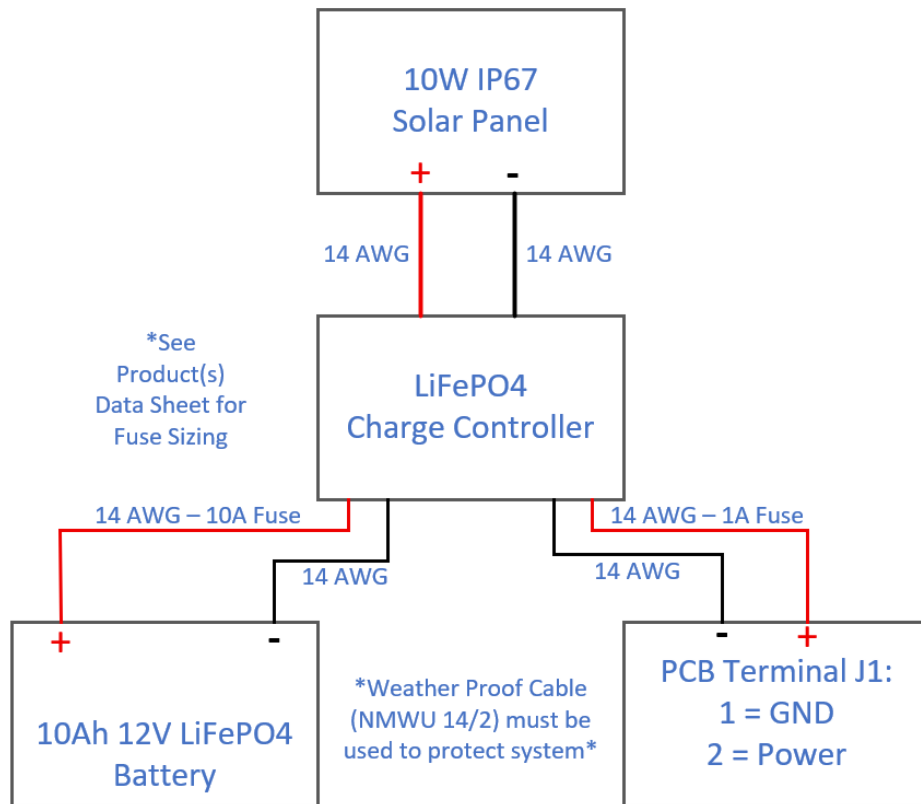 10W IP67
Solar Panel
+
-
14 AWG
14 AWG
*See
Product(s)
Data Sheet for
Fuse Sizing
LiFePO4
Charge Controller
14 AWG – 10A Fuse
14 AWG – 1A Fuse
14 AWG
14 AWG
+
-
-
+
10Ah 12V LiFePO4
Battery
*Weather Proof Cable
(NMWU 14/2) must be
used to protect system*
PCB Terminal J1:
1 = GND
2 = Power